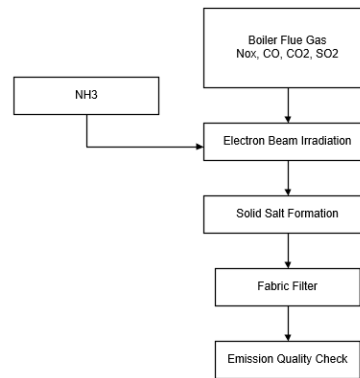 Boiler Flue Gas
Nox, CO, CO2, SO2
NH3
Electron Beam Irradiation
Solid Salt Formation
Fabric Filter
Emission Quality Check